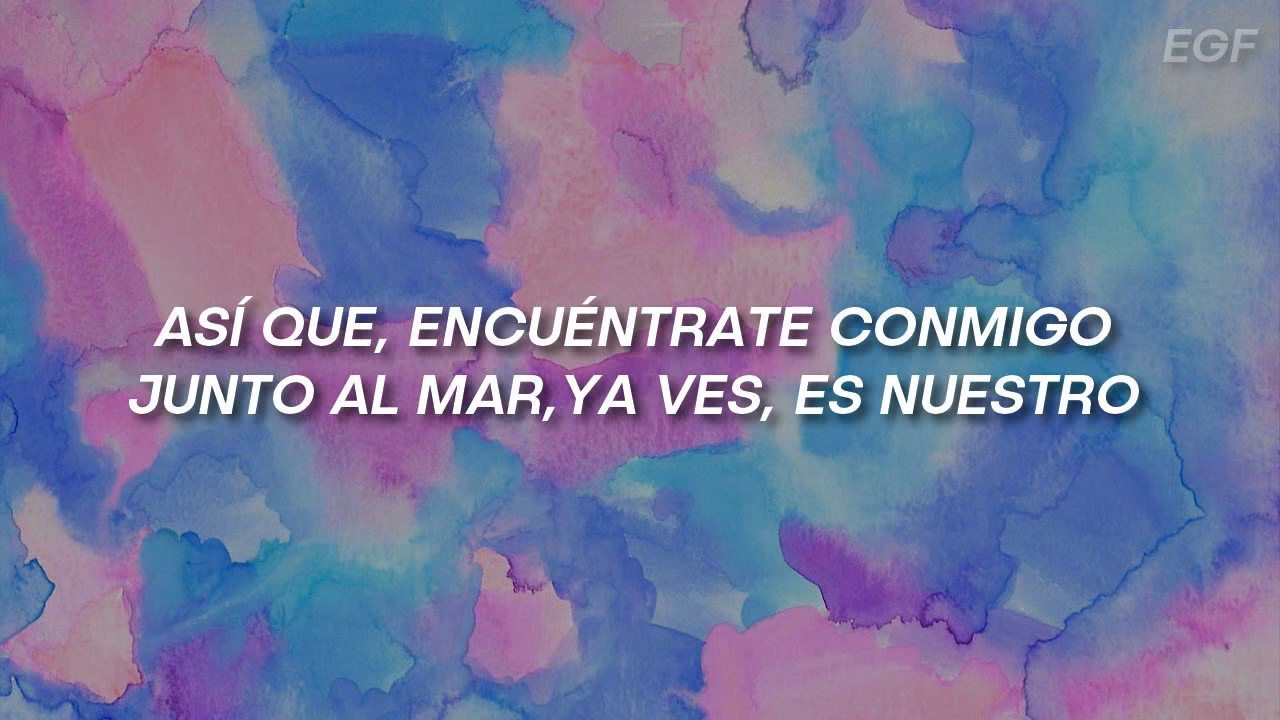 EGF
ASÍ QUE, ENCUÉNTRATE CONMIGO
JUNTO AL MAR,YA VES, ES NUESTRO